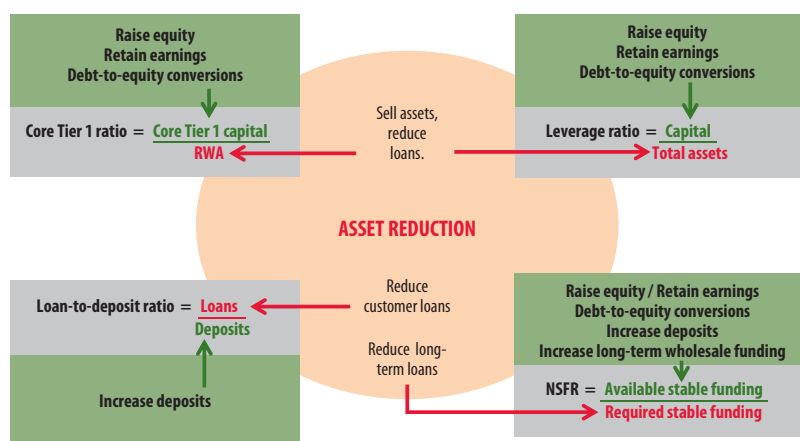 Raise equity
Retain earnings
Debt-to-equity conversions
Core Tier 1 ratio = Core Tier 1 capital
RWA
Sell assets,
reduce
loans.
Raise equity
Retain earnings
Debt-to-equity conversions
Leverage ratio = Capital
Total assets
ASSET REDUCTION
Loan-to-deposit ratio = Loans
Deposits
Increase deposits
Reduce
customer loans
Reduce long-
term loans
Raise equity / Retain earnings
Debt-to-equity conversions
Increase deposits
Increase long-term wholesale funding
NSFR = Available stable funding
Required stable funding